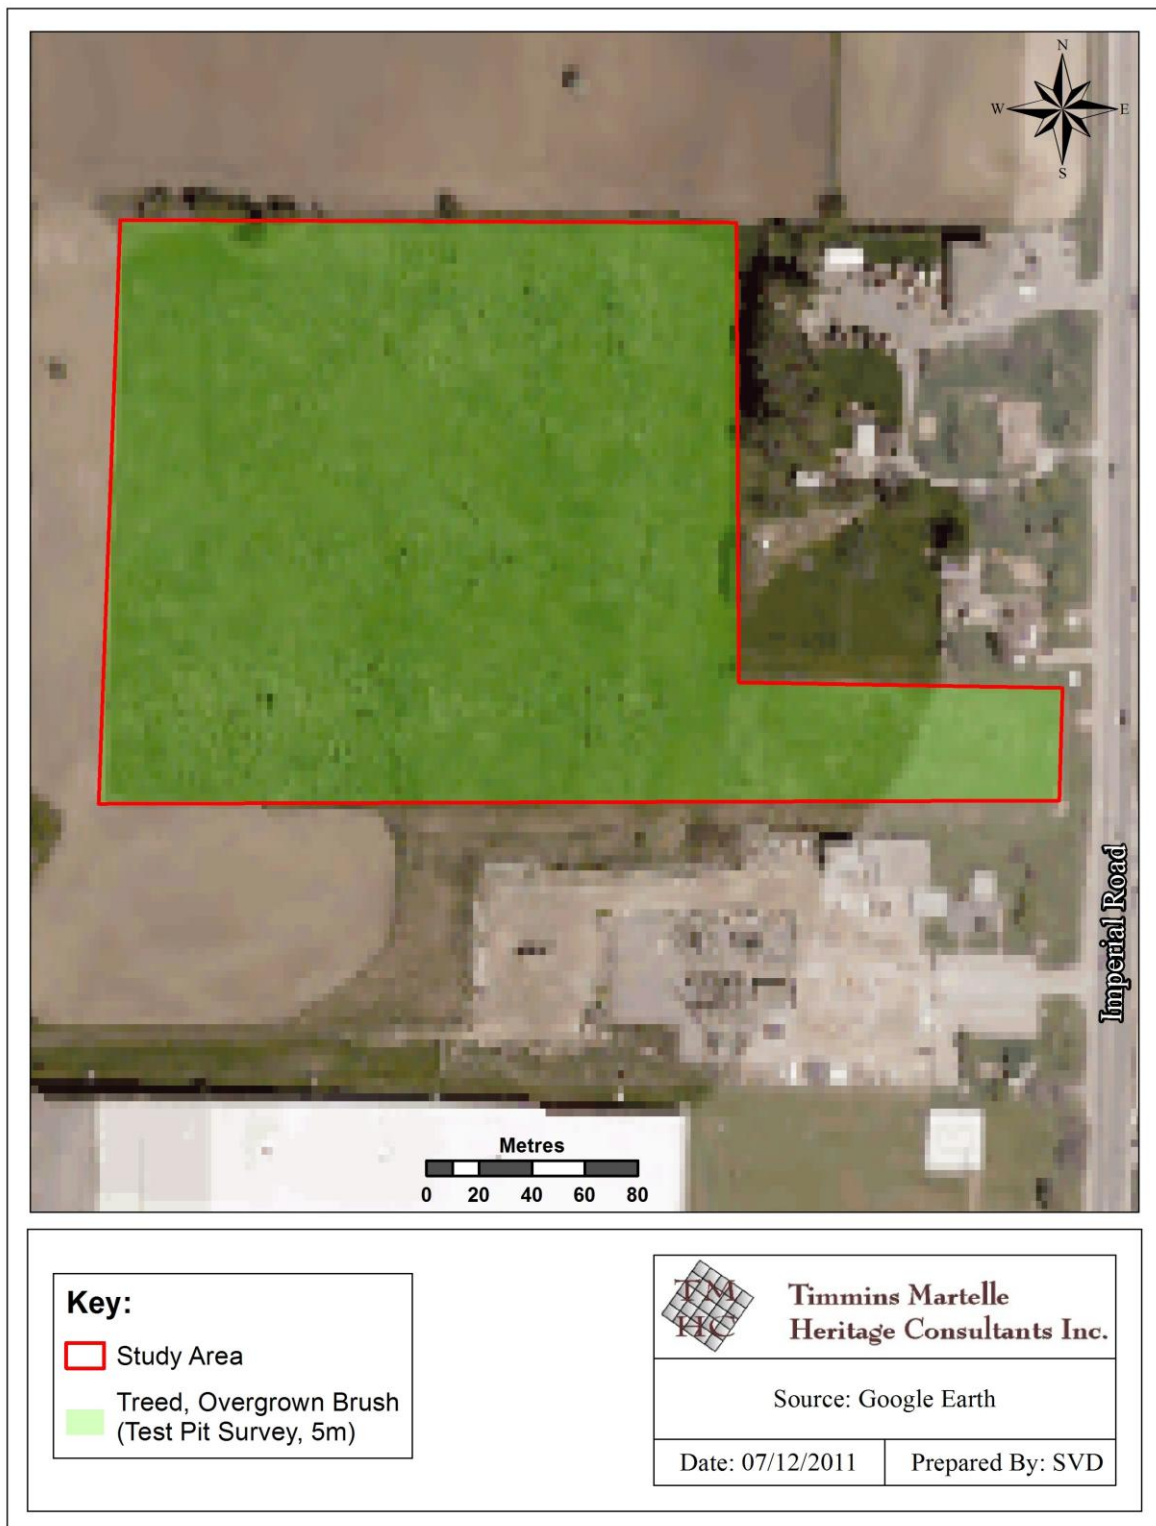 N
W E
S
Imperial Road
Metres
0 20 40 60 80
Key:
Study Area
Treed, Overgrown Brush
(Test Pit Survey, 5m)
TM
HC
Timmins Martelle
Heritage Consultants Inc.
Source: Google Earth
Date: 07/12/2011
Prepared By: SVD